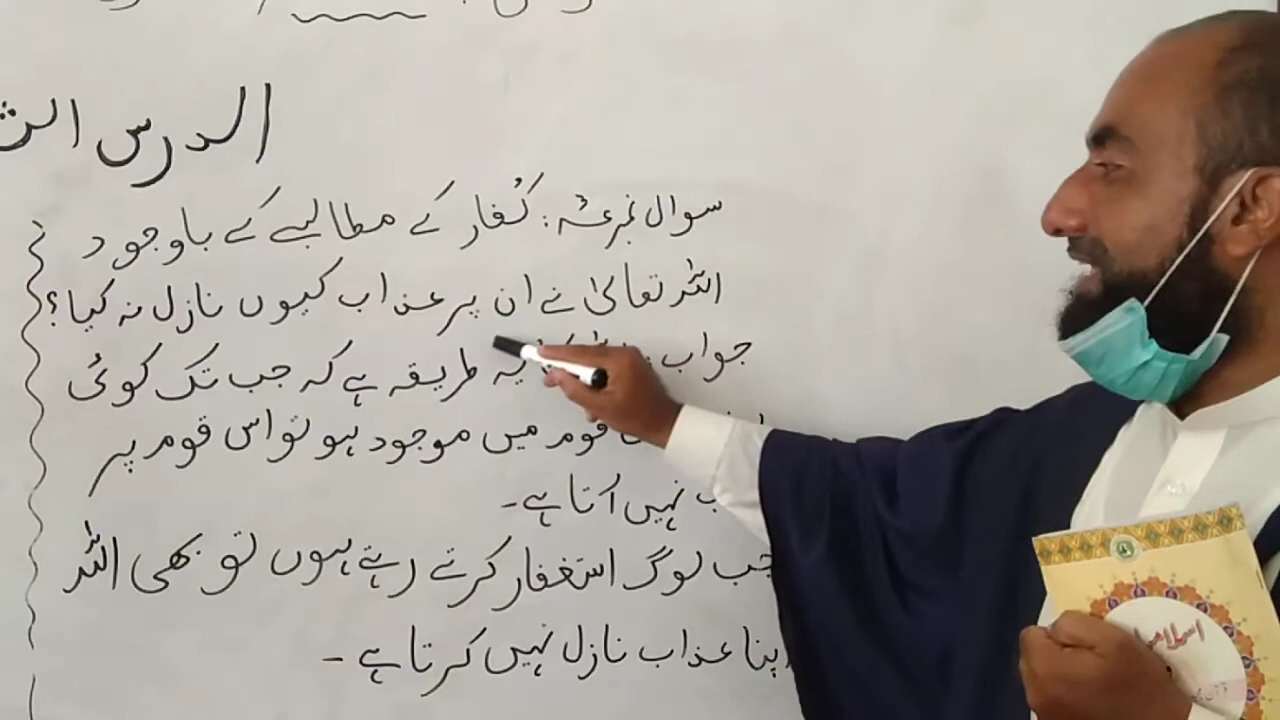 الدرس الث
سوال نمبر۶: کُفار کے مطالبے کے باوجود
اللہ تعالیٰ نے ان پر عذاب کیوں نازل نہ کیا؟
جواب: یہ طریقہ ہے کہ جب تک کوئی
قوم میں موجود ہو تو اس قوم پر
نہیں آتا ہے۔
جب لوگ استغفار کرتے رہتے ہوں تو بھی اللہ
اپنا عذاب نازل نہیں کرتا ہے۔